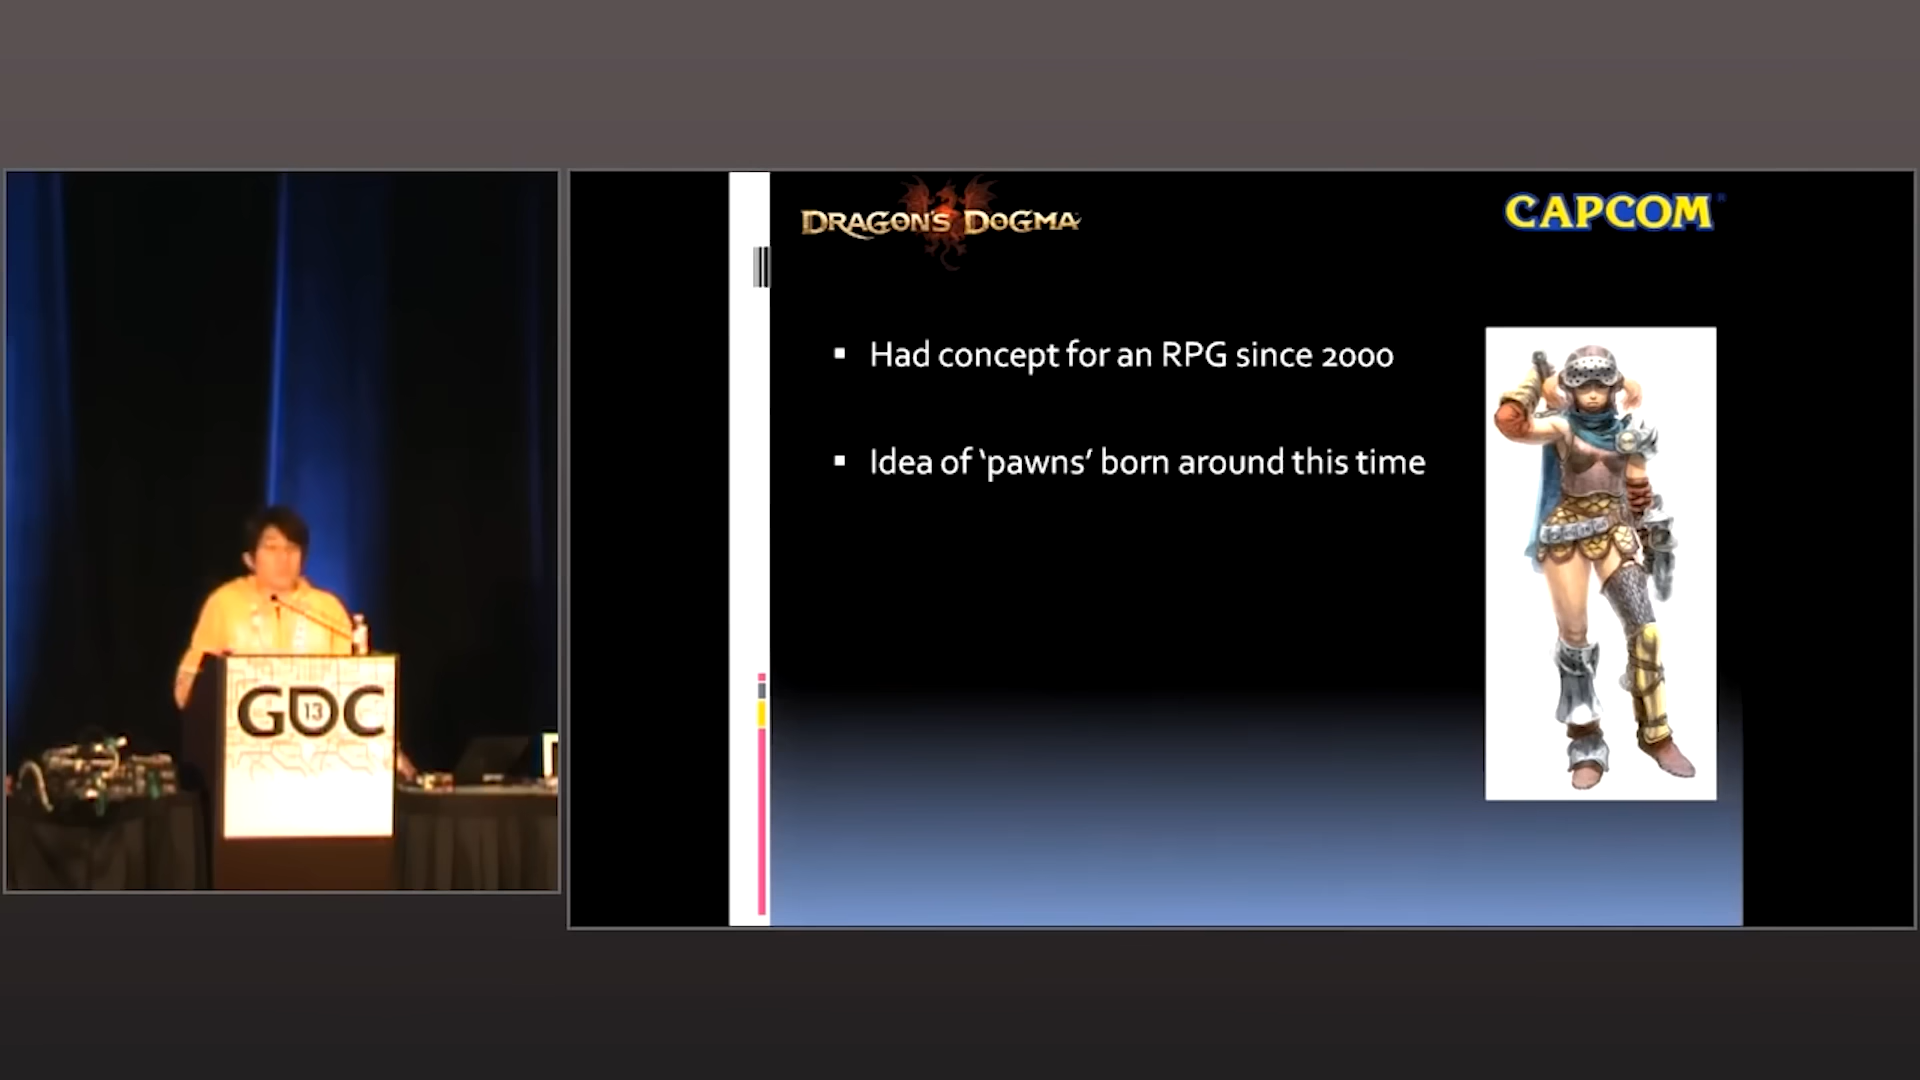 GDC
13
DRAGON'S DOGMA
CAPCOM
Had concept for an RPG since 2000
Idea of ‘pawns’ born around this time